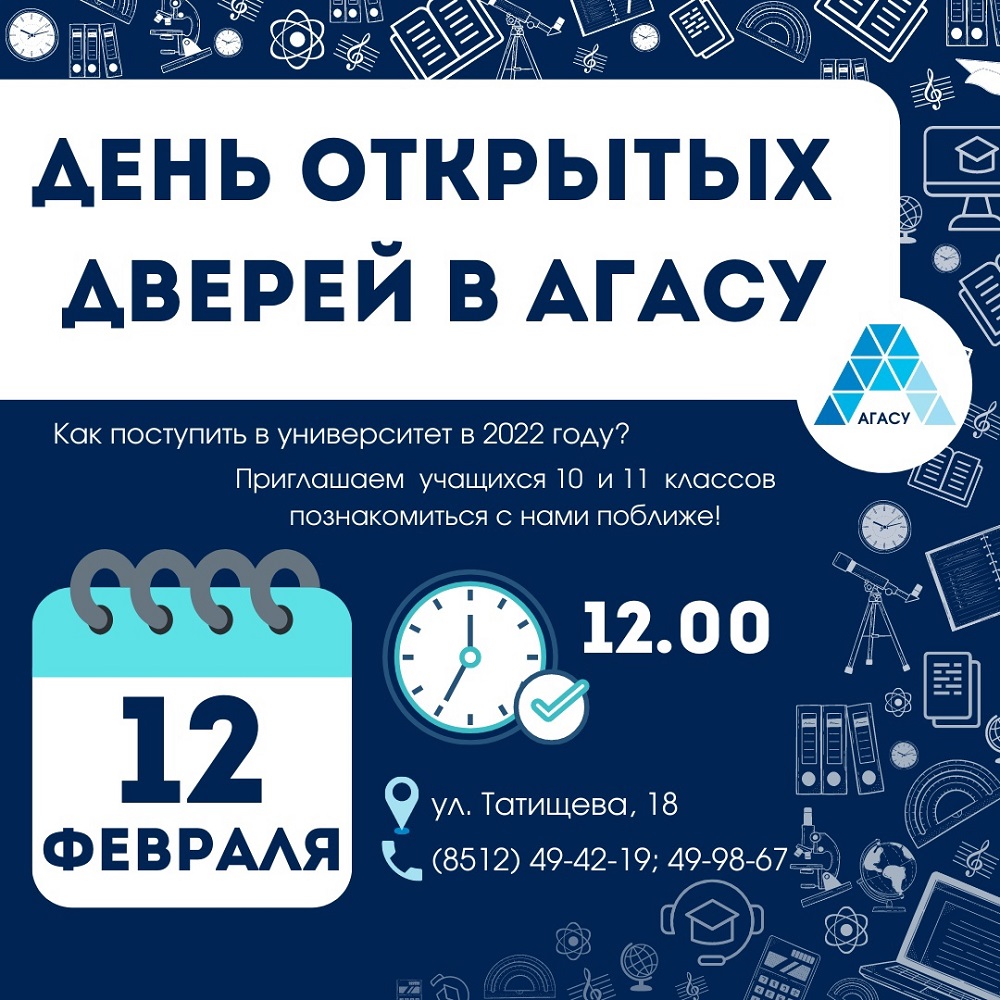 ДЕНЬ ОТКРЫТЫХ
ДВЕРЕЙ В АГАСУ
АГАСУ
Как поступить в университет в 2022 году?
Приглашаем учащихся 10 и 11 классов
познакомиться с нами поближе!
12.00
12
ФЕВРАЛЯ
ул. Татищева, 18
(8512) 49-42-19; 49-98-67